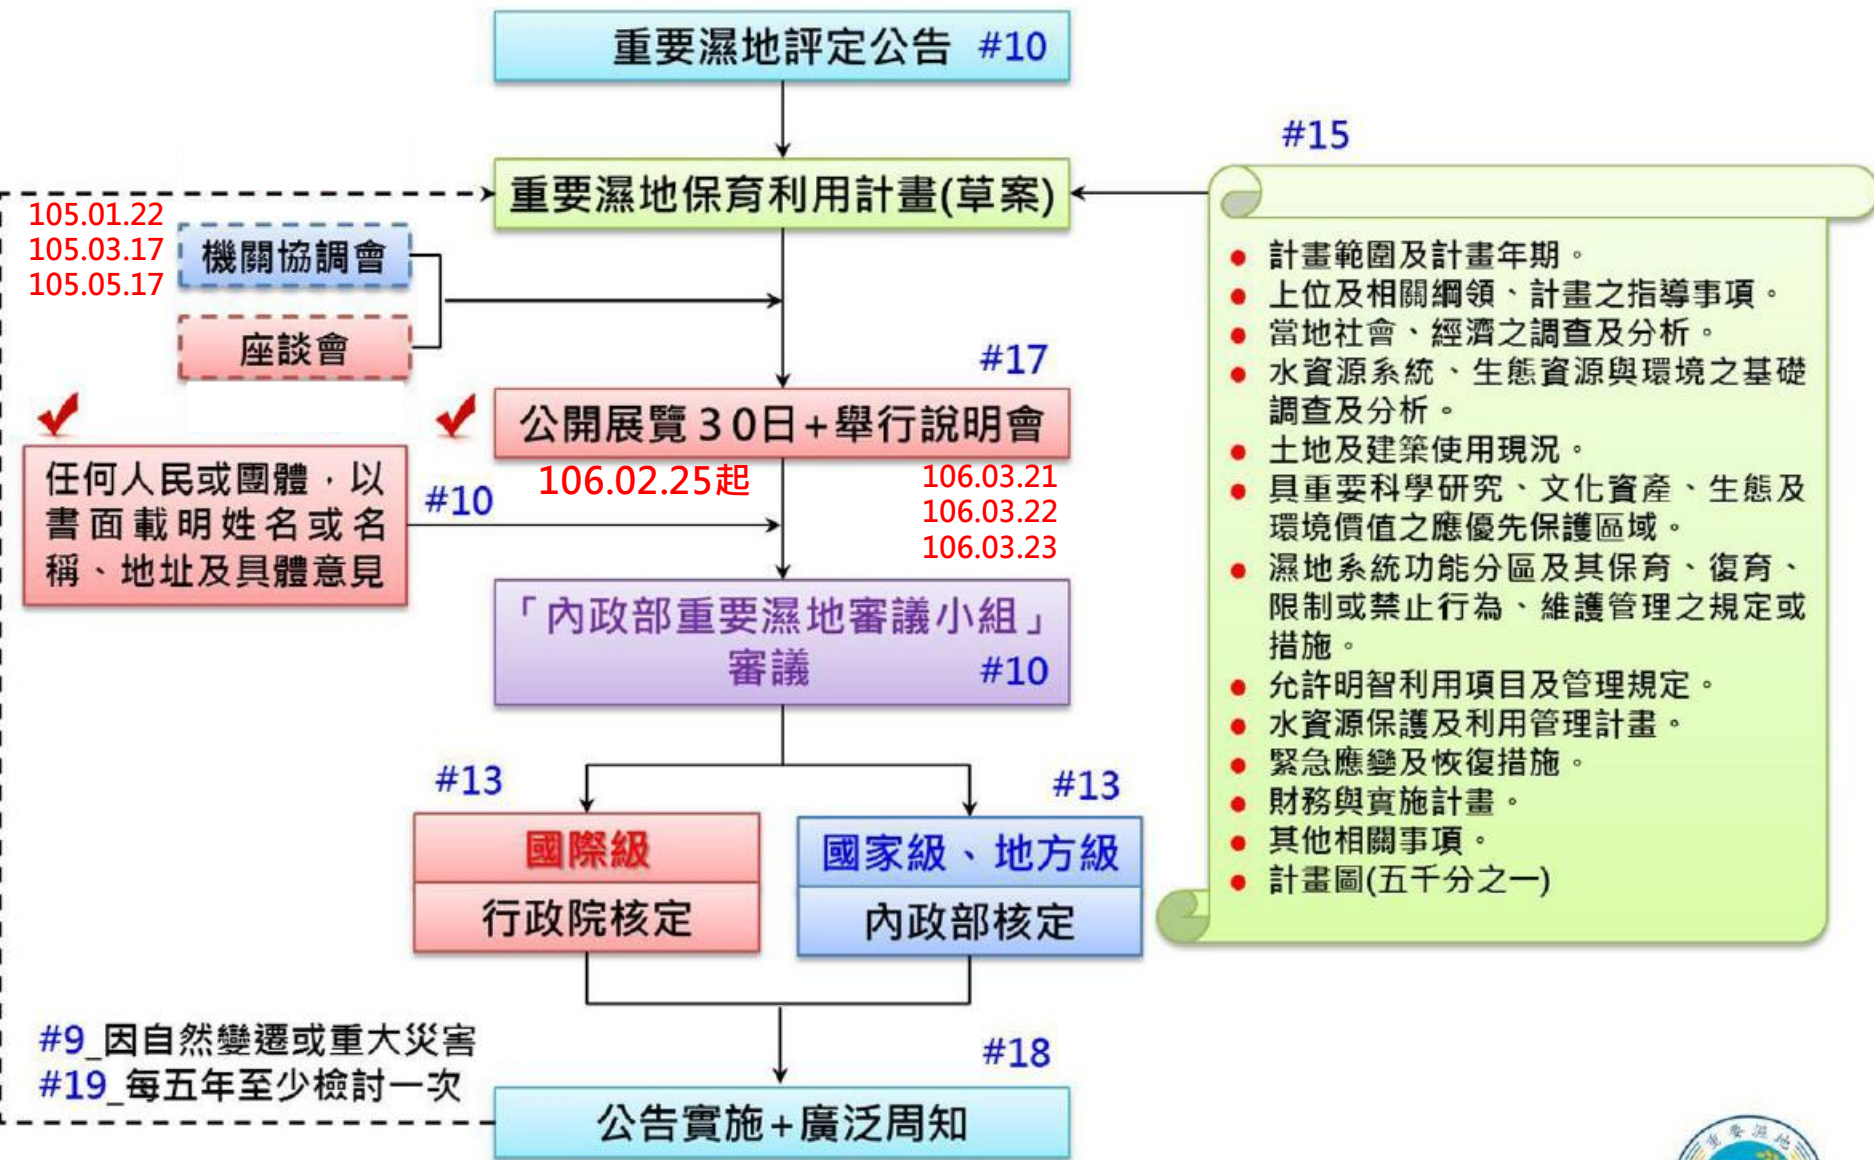 重要濕地評定公告 #10
#15
重要濕地保育利用計畫(草案)
105.01.22
105.03.17
105.05.17
機關協調會
座談會
#17
公開展覽30日+舉行說明會
106.02.25起
106.03.21
106.03.22
106.03.23
任何人民或團體，以
書面載明姓名或名
稱、地址及具體意見
#10
「內政部重要濕地審議小組」
審議 #10
#13
國際級
行政院核定
#13
國家級、地方級
內政部核定
#9_因自然變遷或重大災害
#19_每五年至少檢討一次
#18
公告實施+廣泛周知
計畫範圍及計畫年期。
上位及相關綱領、計畫之指導事項。
當地社會、經濟之調查及分析。
水資源系統、生態資源與環境之基礎
調查及分析。
土地及建築使用現況。
具重要科學研究、文化資產、生態及
環境價值之應優先保護區域。
濕地系統功能分區及其保育、復育、
限制或禁止行為、維護管理之規定或
措施。
允許明智利用項目及管理規定。
水資源保護及利用管理計畫。
緊急應變及恢復措施。
財務與實施計畫。
其他相關事項。
計畫圖(五千分之一)
重要濕地